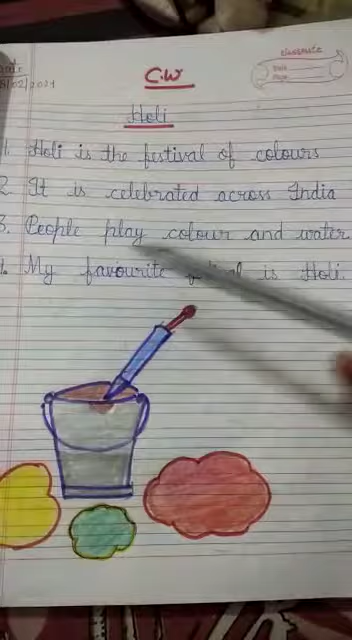 C.W
Holi
1. Holi is the festival of colours
2. It is celebrated across India
3. People play colour and water
4. My favourite is Holi.